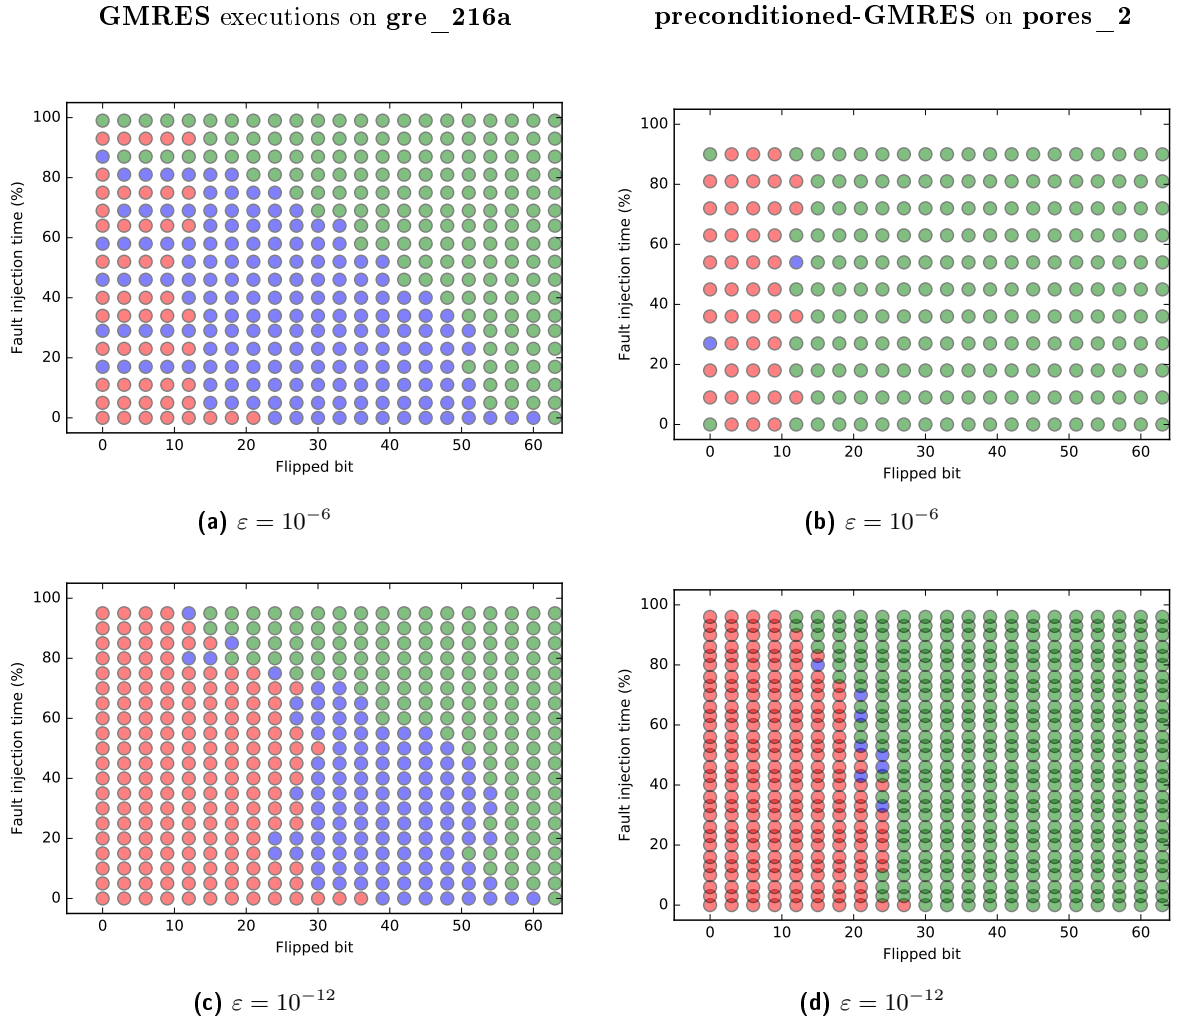 GMRES executions on gre_216a
preconditioned-GMRES on pores_2
100
80
60
40
20
0
Fault injection time (%)
0 10 20 30 40 50 60
Flipped bit
(a) ε = 10⁻⁶
100
80
60
40
20
0
Fault injection time (%)
0 10 20 30 40 50 60
Flipped bit
(b) ε = 10⁻⁶
100
80
60
40
20
0
Fault injection time (%)
0 10 20 30 40 50 60
Flipped bit
(c) ε = 10⁻¹²
100
80
60
40
20
0
Fault injection time (%)
0 10 20 30 40 50 60
Flipped bit
(d) ε = 10⁻¹²